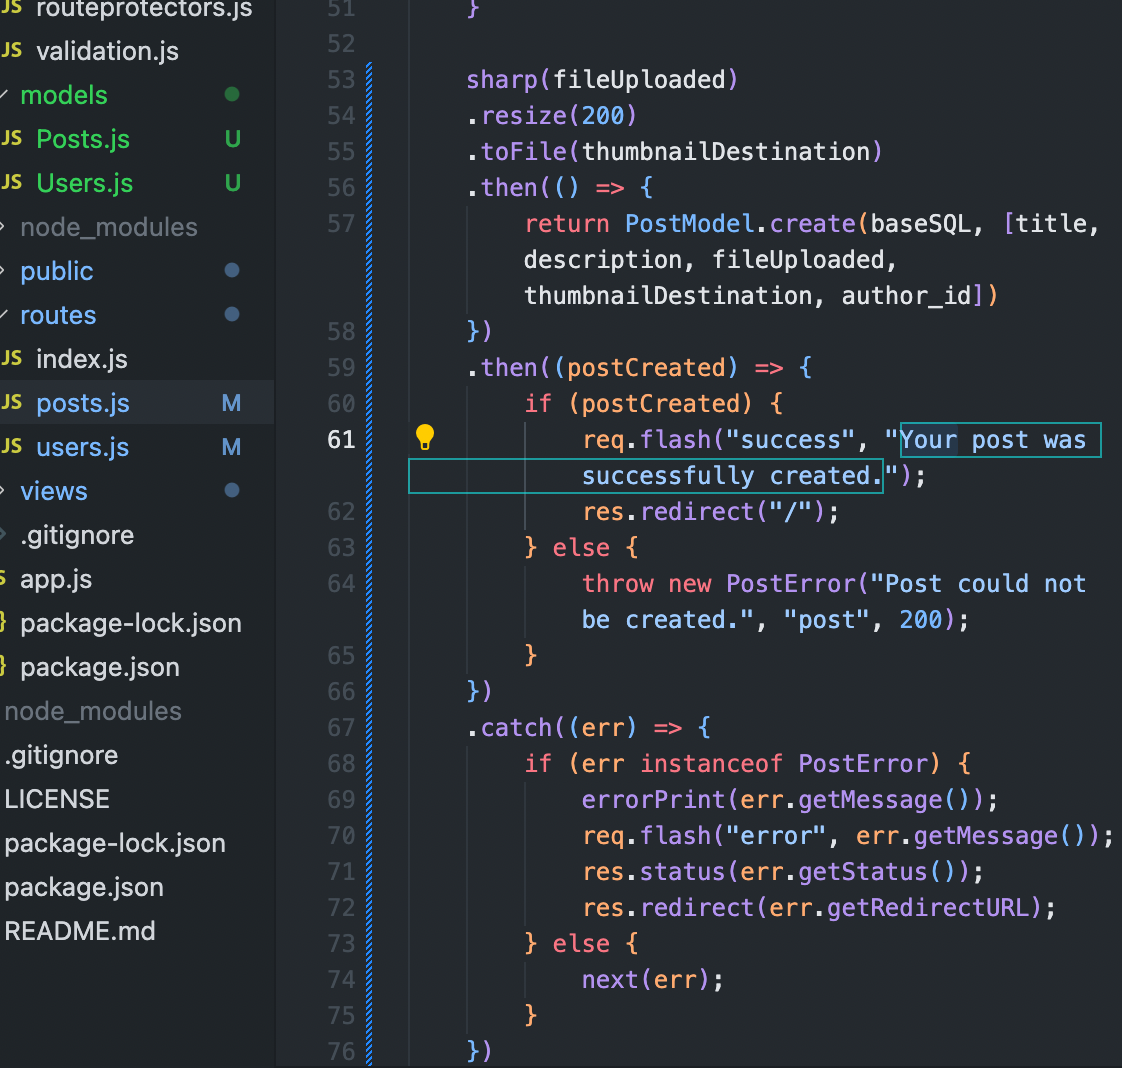 JS routeprotectors.js
JS validation.js
models
JS Posts.js U
JS Users.js U
node_modules
public
routes
JS index.js
JS posts.js M
JS users.js M
views
.gitignore
app.js
package-lock.json
package.json
node_modules
.gitignore
LICENSE
package-lock.json
package.json
README.md
51 }
52
53 sharp(fileUploaded)
54 .resize(200)
55 .toFile(thumbnailDestination)
56 .then(() => {
57 return PostModel.create(baseSQL, [title,
description, fileUploaded,
thumbnailDestination, author_id])
58 })
59 .then((postCreated) => {
60 if (postCreated) {
61 req.flash("success", "Your post was
successfully created.");
62 res.redirect("/");
63 } else {
64 throw new PostError("Post could not
be created.", "post", 200);
65 }
66 })
67 .catch((err) => {
68 if (err instanceof PostError) {
69 errorPrint(err.getMessage());
70 req.flash("error", err.getMessage());
71 res.status(err.getStatus());
72 res.redirect(err.getRedirectURL);
73 } else {
74 next(err);
75 }
76 })